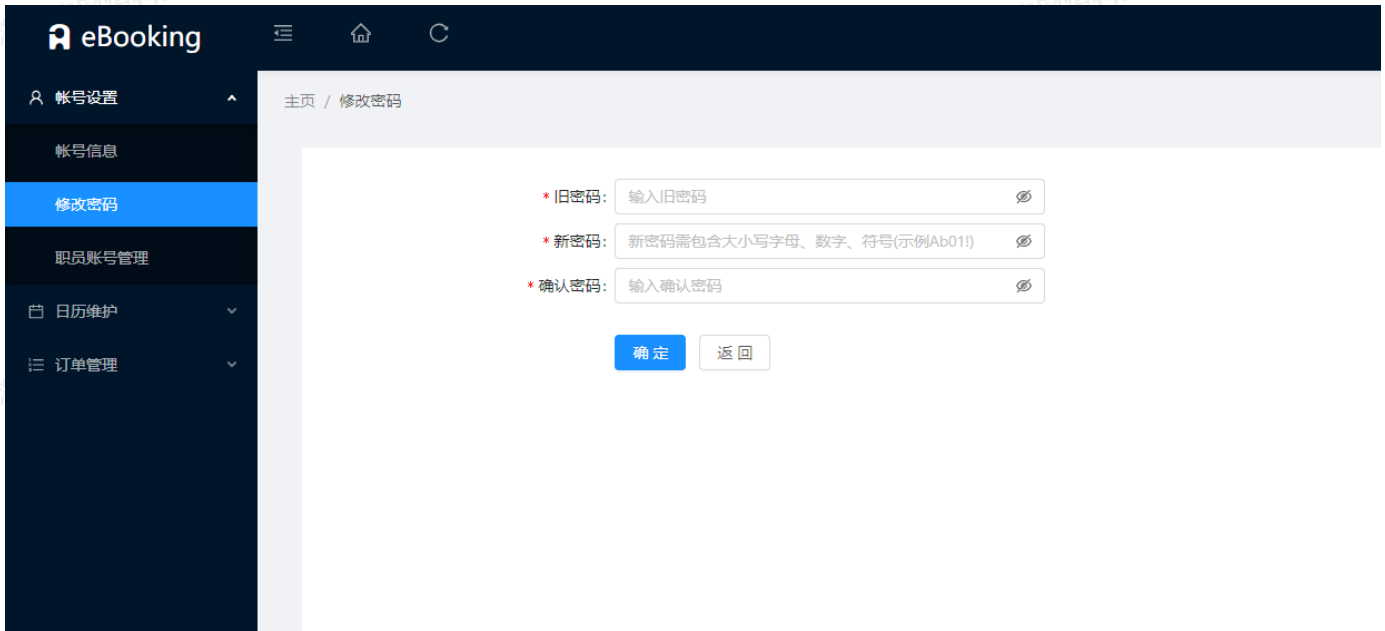 eBooking
帐号设置
主页 / 修改密码
帐号信息
修改密码
职员账号管理
日历维护
订单管理
* 旧密码: 输入旧密码
* 新密码: 新密码需包含大小写字母、数字、符号(示例Ab01!)
* 确认密码: 输入确认密码
确 定 返 回